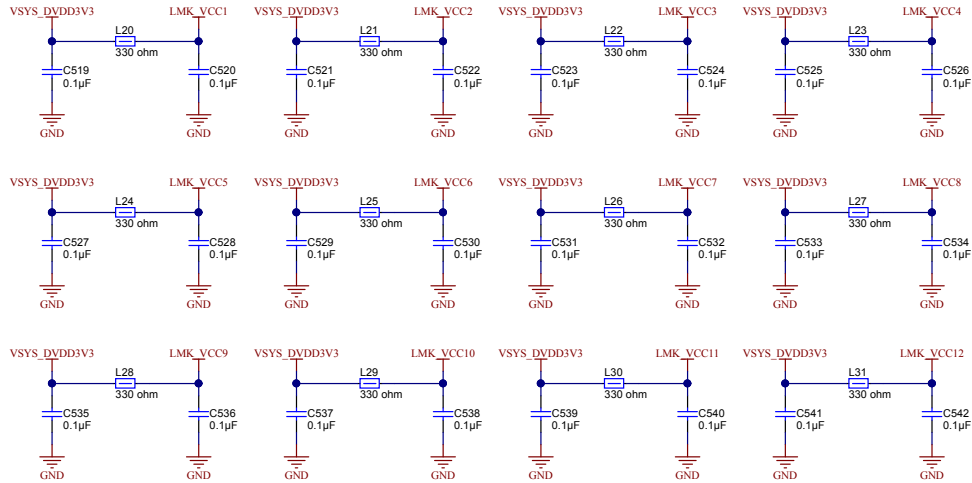 VSYS_DVDD3V3 LMK_VCC1 VSYS_DVDD3V3 LMK_VCC2 VSYS_DVDD3V3 LMK_VCC3 VSYS_DVDD3V3 LMK_VCC4
L20 L21 L22 L23
330 ohm 330 ohm 330 ohm 330 ohm
C519 C520 C521 C522 C523 C524 C525 C526
0.1µF 0.1µF 0.1µF 0.1µF 0.1µF 0.1µF 0.1µF 0.1µF
GND GND GND GND GND GND GND GND
VSYS_DVDD3V3 LMK_VCC5 VSYS_DVDD3V3 LMK_VCC6 VSYS_DVDD3V3 LMK_VCC7 VSYS_DVDD3V3 LMK_VCC8
L24 L25 L26 L27
330 ohm 330 ohm 330 ohm 330 ohm
C527 C528 C529 C530 C531 C532 C533 C534
0.1µF 0.1µF 0.1µF 0.1µF 0.1µF 0.1µF 0.1µF 0.1µF
GND GND GND GND GND GND GND GND
VSYS_DVDD3V3 LMK_VCC9 VSYS_DVDD3V3 LMK_VCC10 VSYS_DVDD3V3 LMK_VCC11 VSYS_DVDD3V3 LMK_VCC12
L28 L29 L30 L31
330 ohm 330 ohm 330 ohm 330 ohm
C535 C536 C537 C538 C539 C540 C541 C542
0.1µF 0.1µF 0.1µF 0.1µF 0.1µF 0.1µF 0.1µF 0.1µF
GND GND GND GND GND GND GND GND